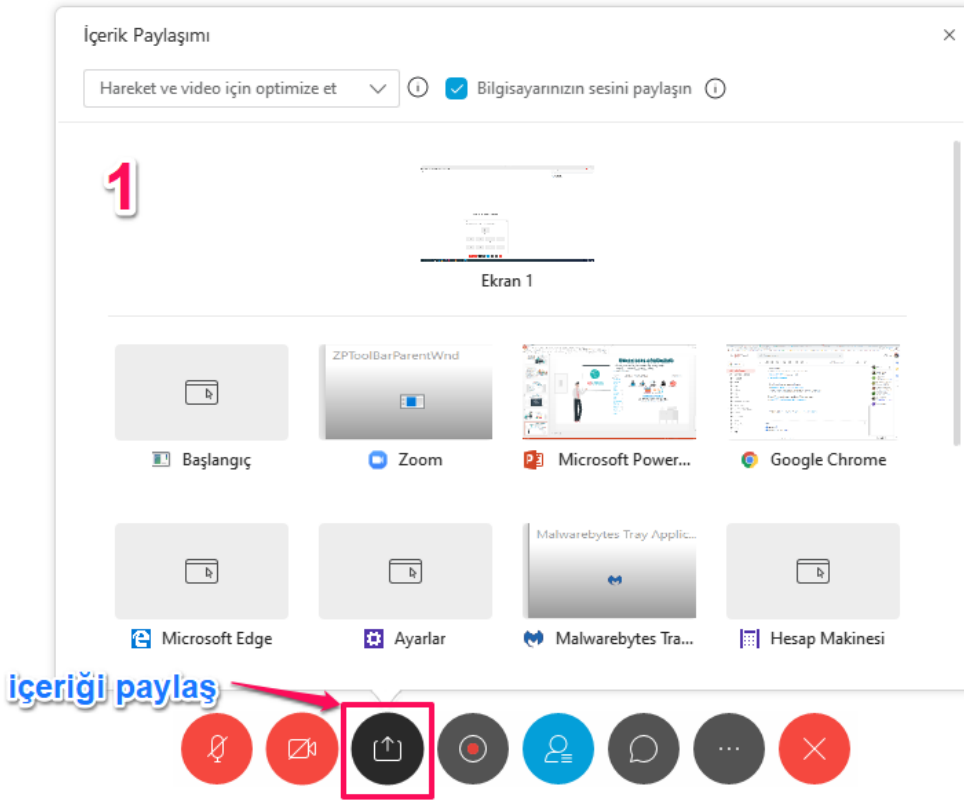 İçerik Paylaşımı
Hareket ve video için optimize et
Bilgisayarınızın sesini paylaşın
1
Ekran 1
ZPToolBarParentWnd
Başlangıç
Zoom
Microsoft Power...
Google Chrome
Malwarebytes Tray Applic...
Microsoft Edge
Ayarlar
Malwarebytes Tra...
Hesap Makinesi
içeriği paylaş